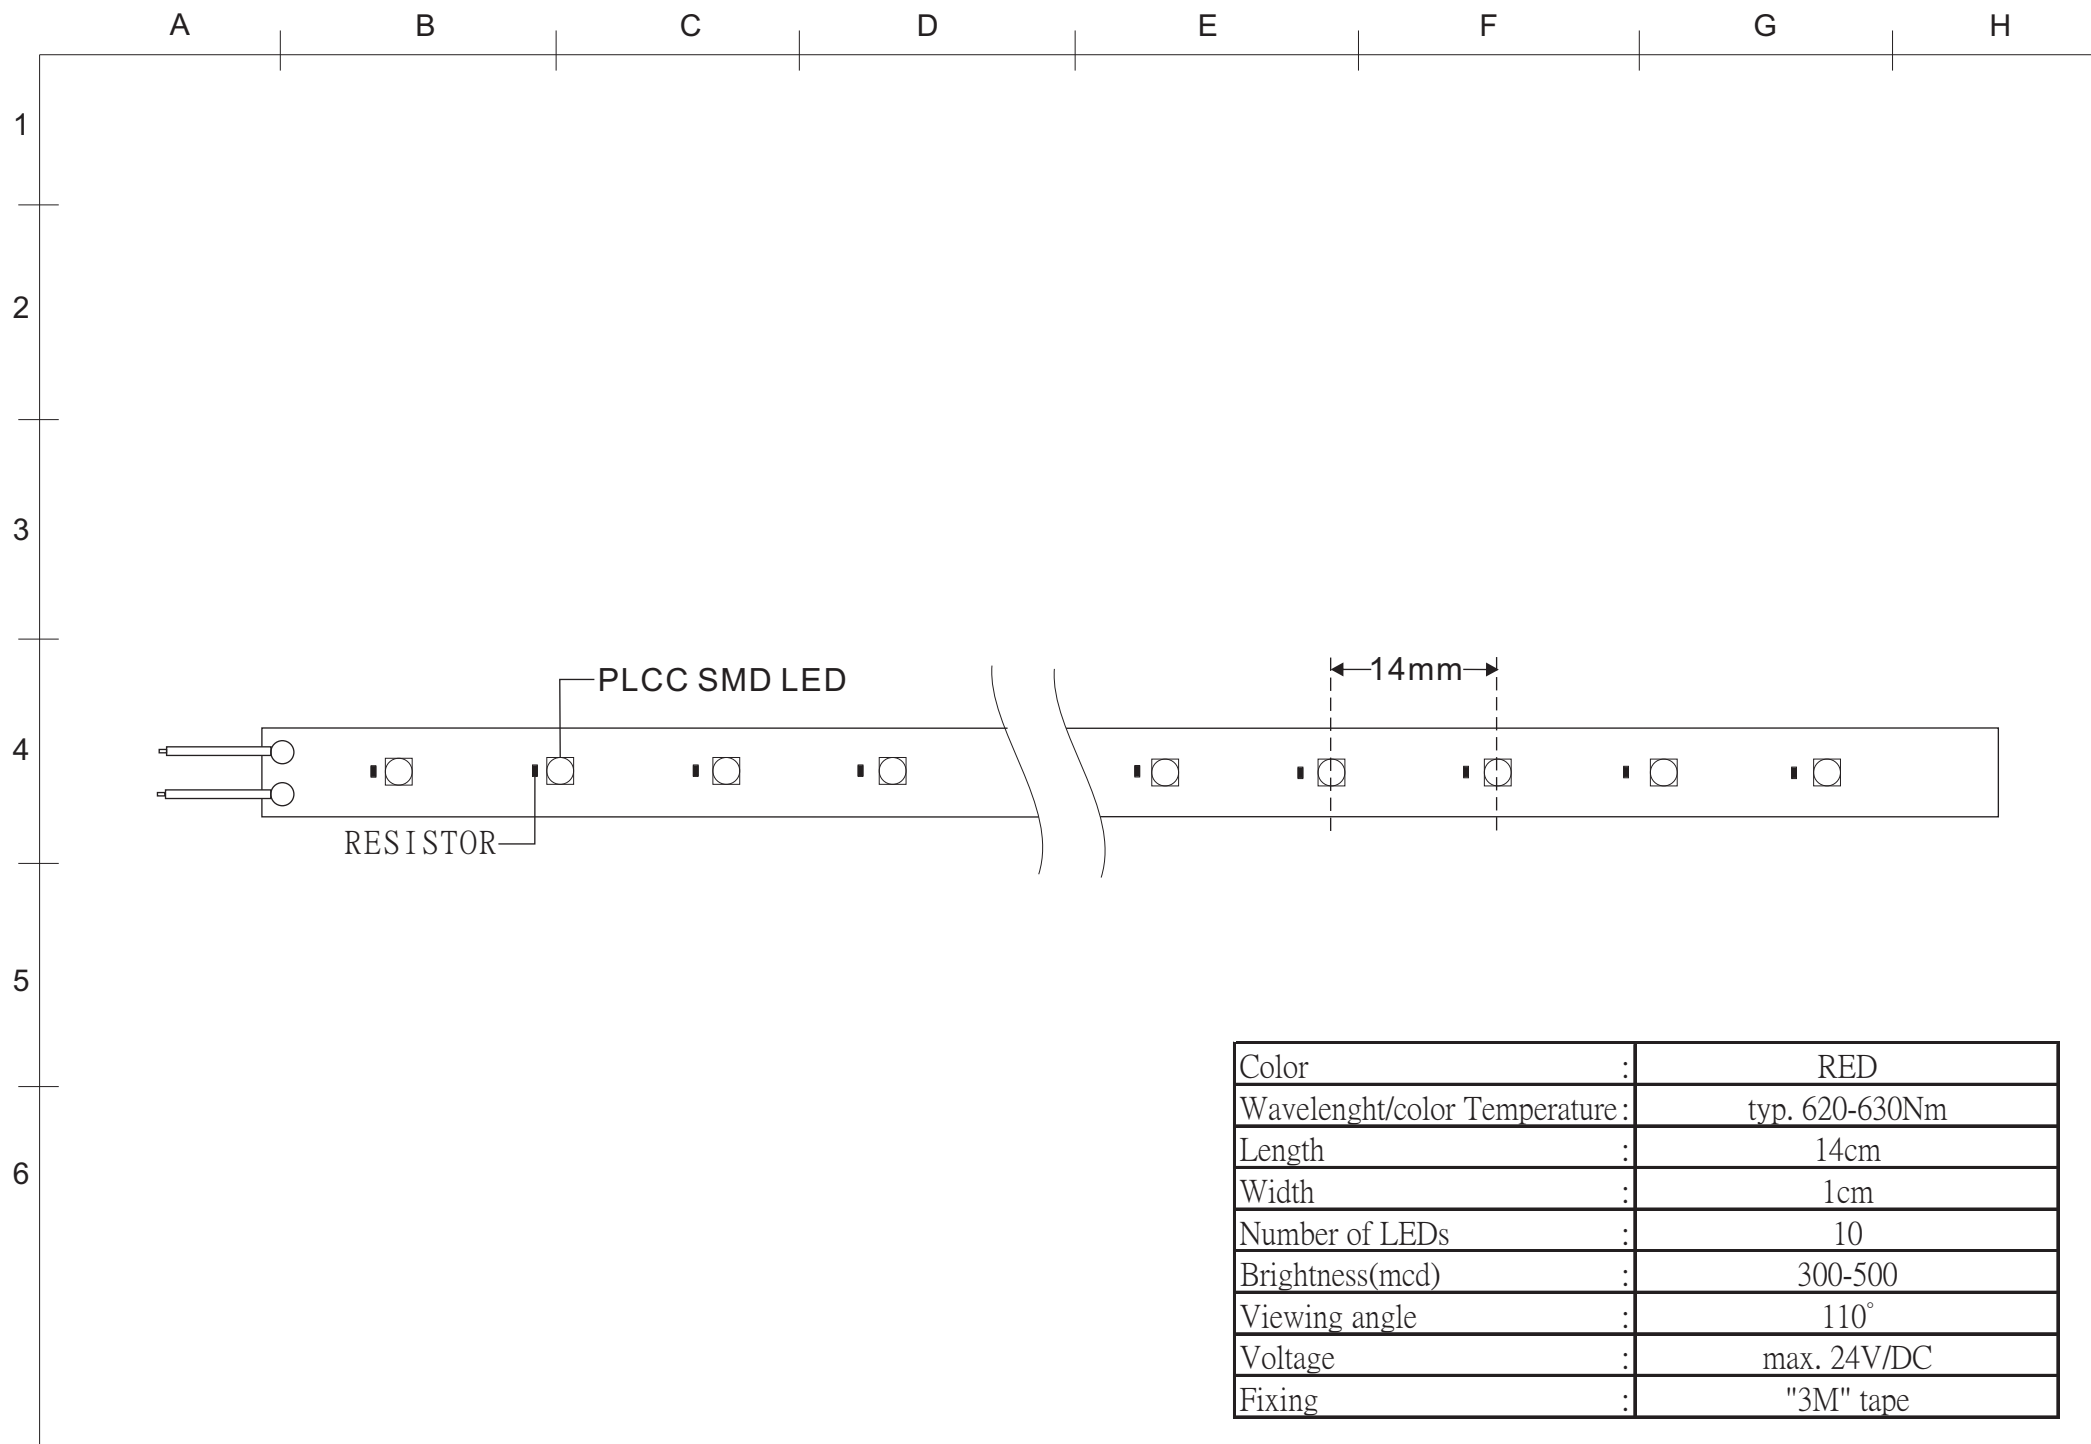 A B C D E F G H
1
2
3
PLCC SMD LED
14mm
4
RESISTOR
5
Color : RED
Wavelenght/color Temperature : typ. 620-630Nm
Length : 14cm
6
Width : 1cm
Number of LEDs : 10
Brightness(mcd) : 300-500
Viewing angle : 110°
Voltage : max. 24V/DC
Fixing : "3M" tape